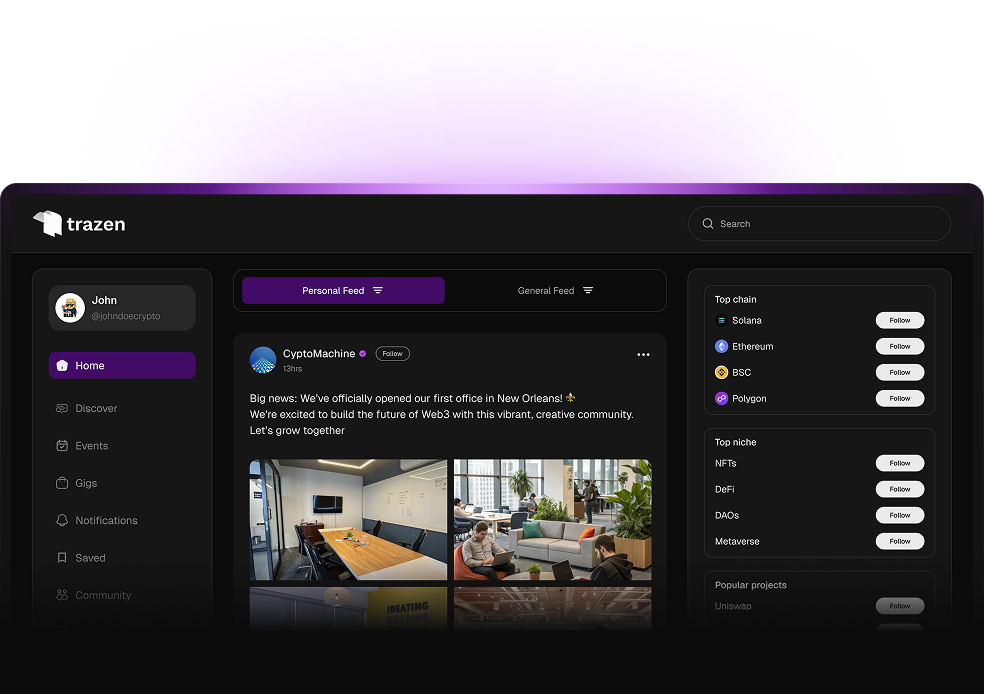 trazen
Search
John
@johndoecrypto
Home
Discover
Events
Gigs
Notifications
Saved
Community
Personal Feed
General Feed
CyptoMachine
Follow
13hrs
Big news: We've officially opened our first office in New Orleans! ⚜️
We're excited to build the future of Web3 with this vibrant, creative community.
Let's grow together
IDEATING
BUILDING
Top chain
Solana Follow
Ethereum Follow
BSC Follow
Polygon Follow
Top niche
NFTs Follow
DeFi Follow
DAOs Follow
Metaverse Follow
Popular projects
Uniswap Follow